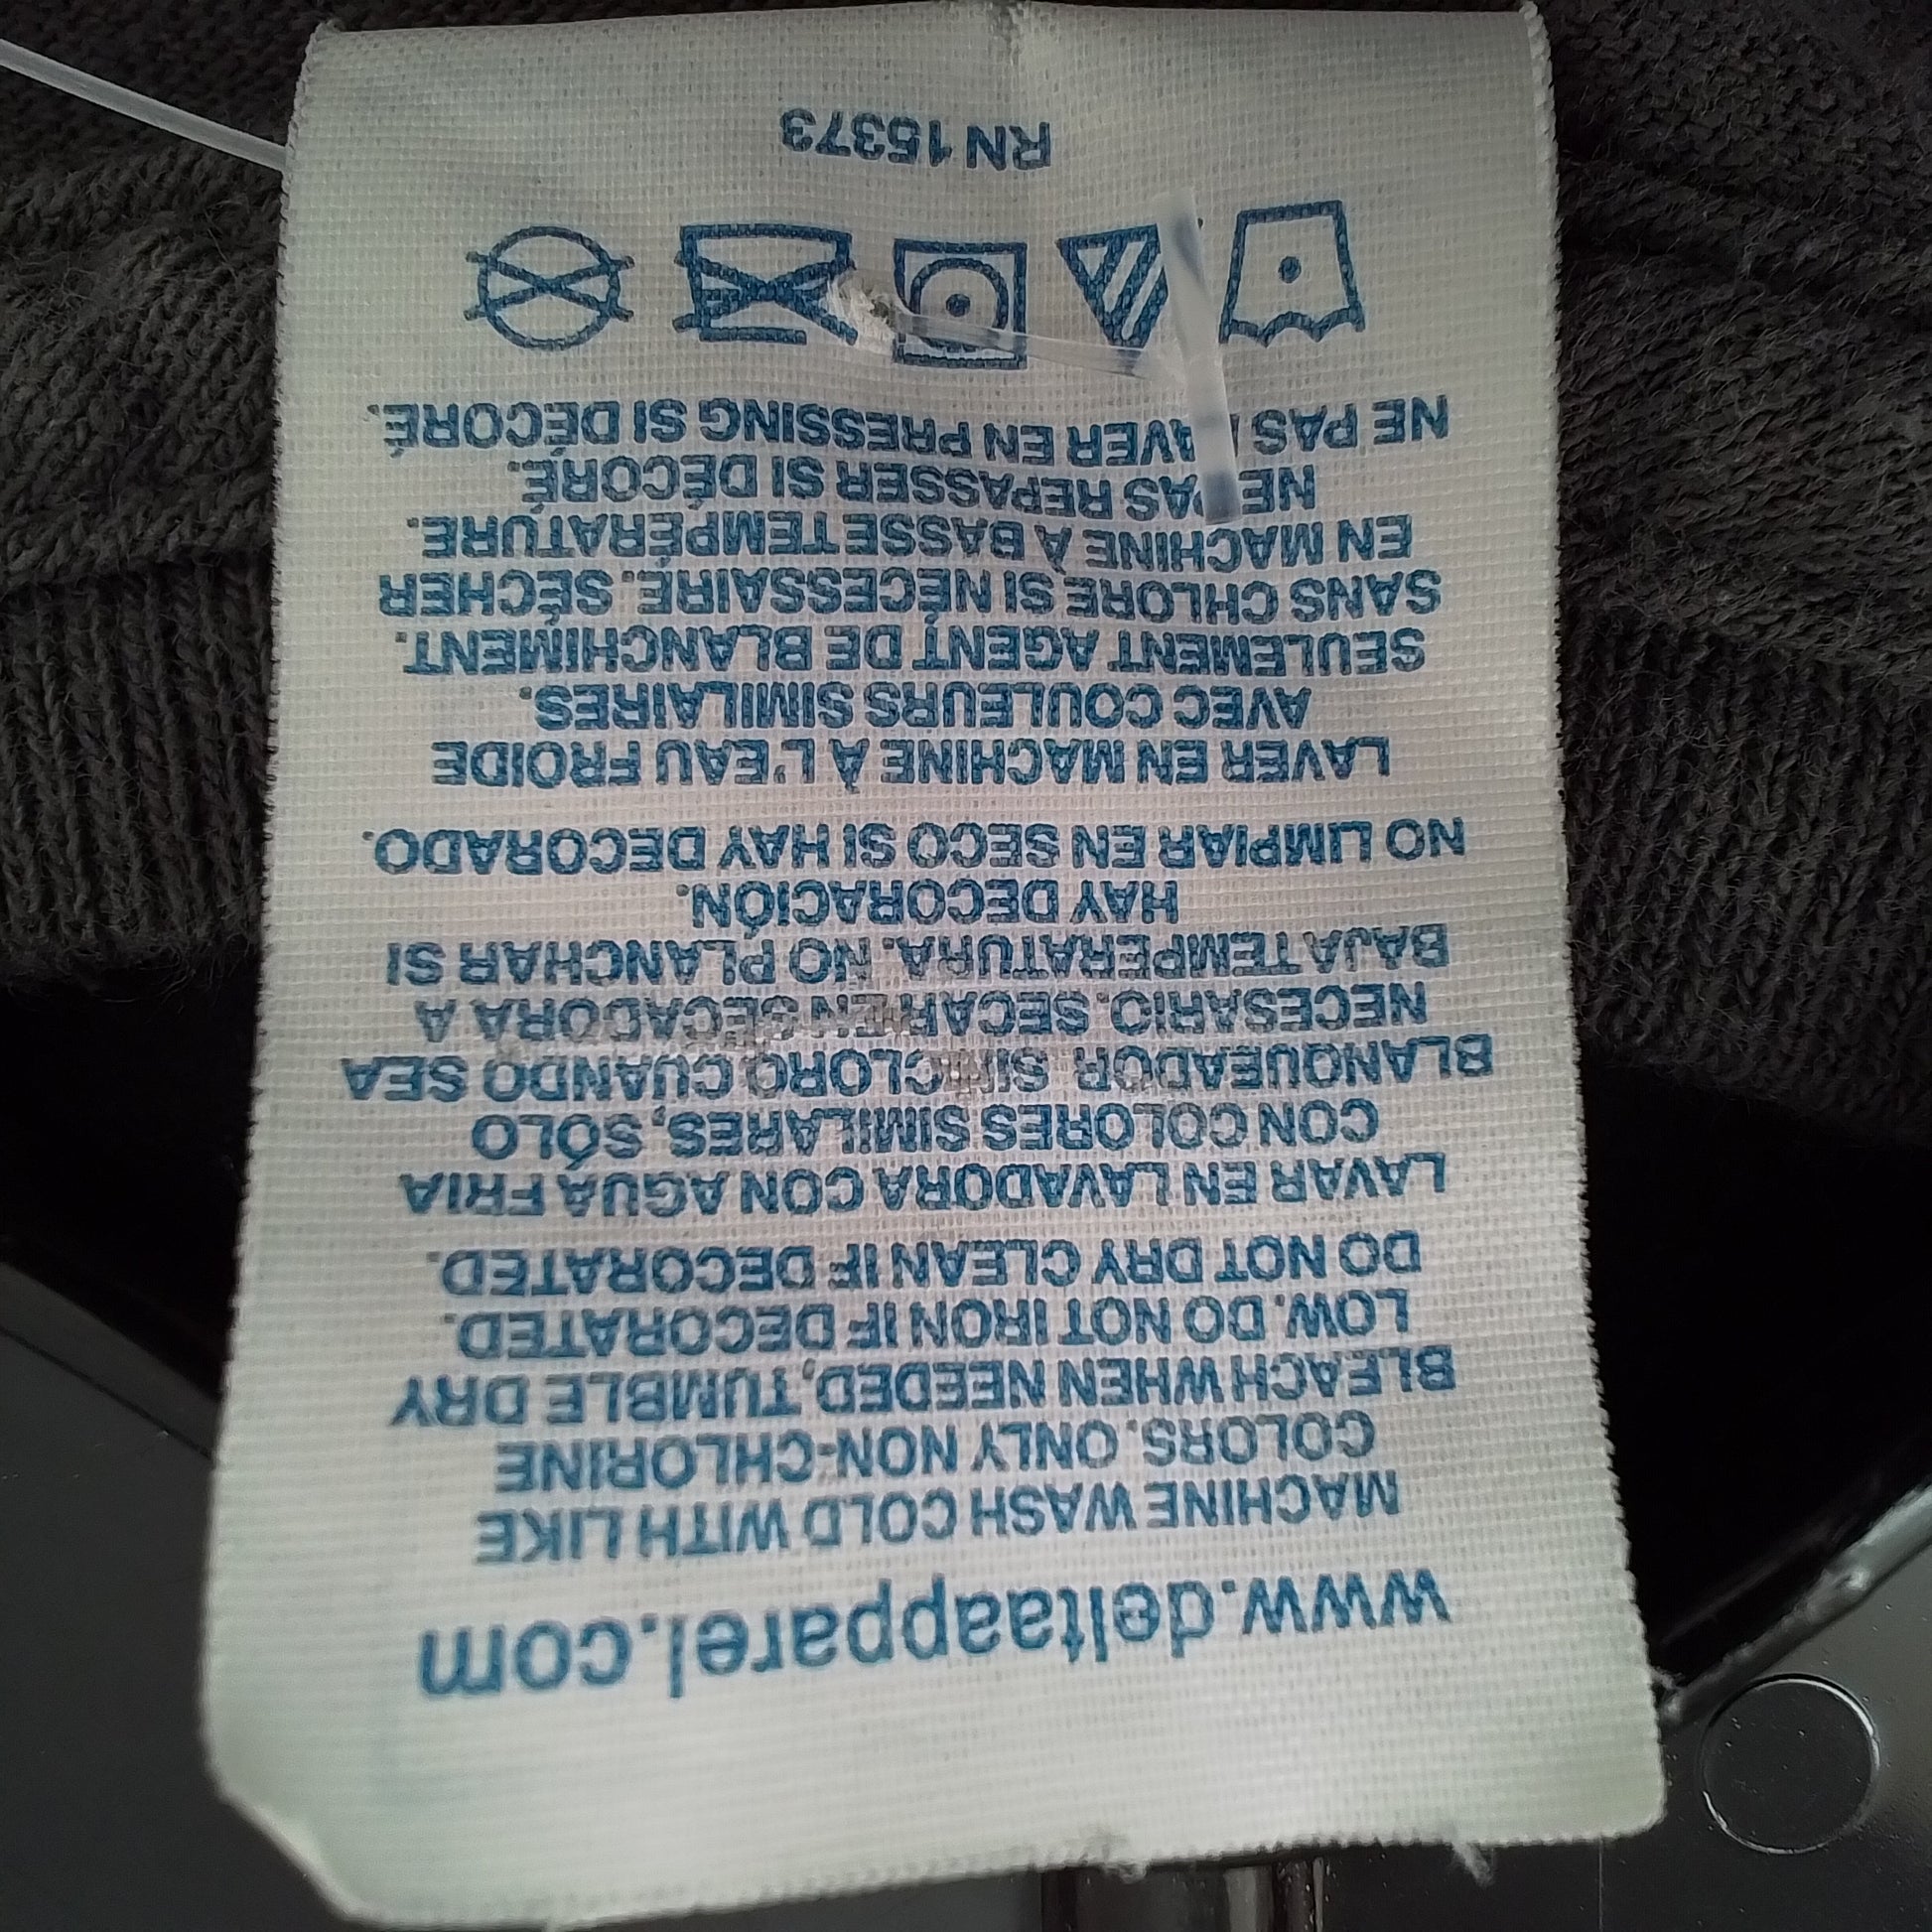 www.deltaapparel.com
MACHINE WASH COLD WITH LIKE
COLORS. ONLY NON-CHLORINE
BLEACH WHEN NEEDED, TUMBLE DRY
LOW. DO NOT IRON IF DECORATED.
DO NOT DRY CLEAN IF DECORATED.
LAVAR EN LAVADORA CON AGUA FRIA
CON COLORES SIMILARES, SÓLO
BLANQUEADOR SIN CLORO CUANDO SEA
NECESARIO. SECAR EN SECADORA A
BAJA TEMPERATURA. NO PLANCHAR SI
HAY DECORACIÓN.
NO LIMPIAR EN SECO SI HAY DECORADO.
LAVER EN MACHINE À L'EAU FROIDE
AVEC COULEURS SIMILAIRES.
SEULEMENT AGENT DE BLANCHIMENT.
SANS CHLORE SI NÉCESSAIRE. SÉCHER
EN MACHINE À BASSE TEMPÉRATURE.
NE PAS REPASSER SI DÉCORÉ.
NE PAS LAVER EN PRESSING SI DÉCORÉ.
RN 15373